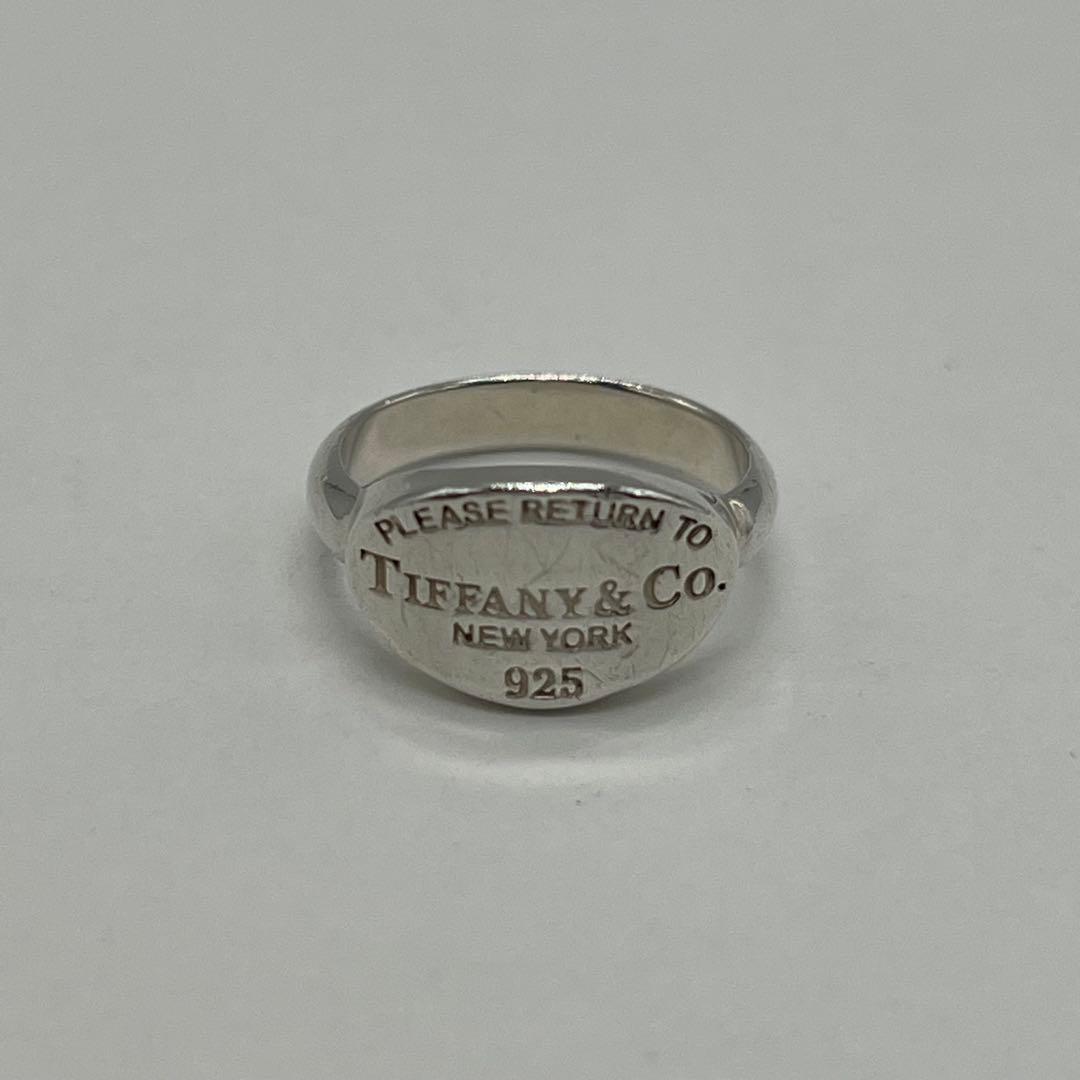 PLEASE RETURN TO
TIFFANY & CO.
NEW YORK
925